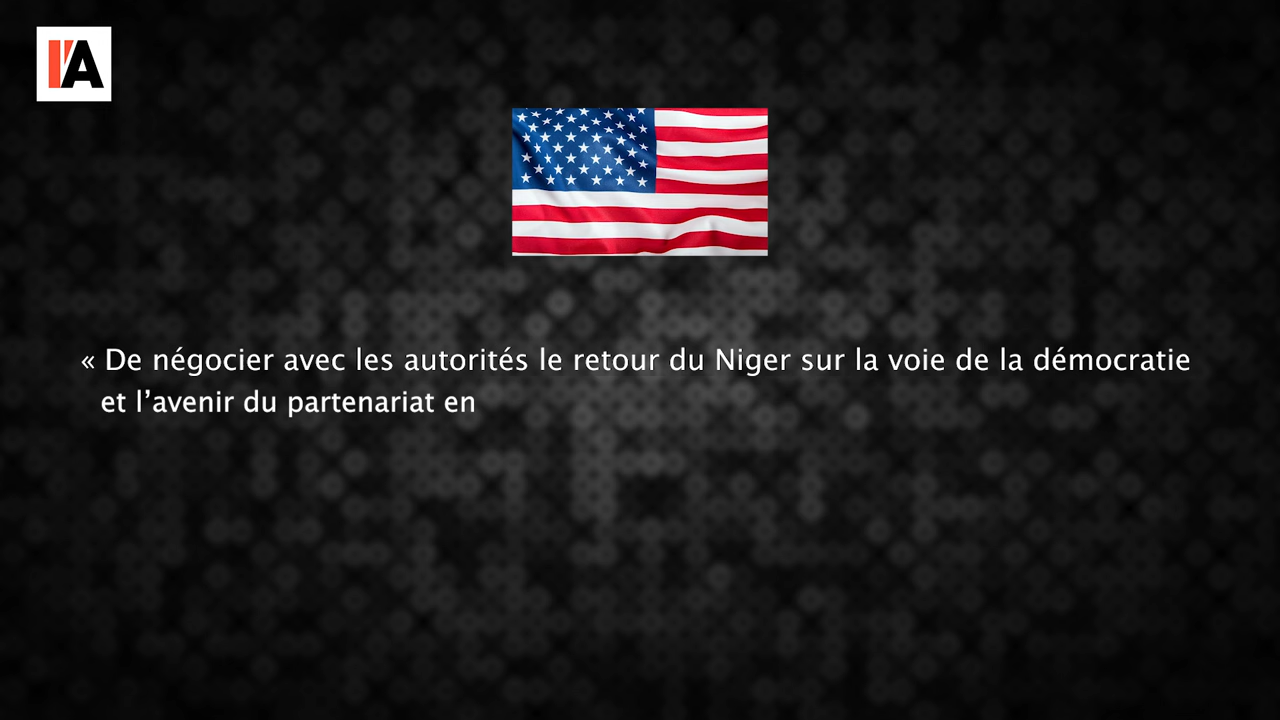 I'A
« De négocier avec les autorités le retour du Niger sur la voie de la démocratie
et l’avenir du partenariat en